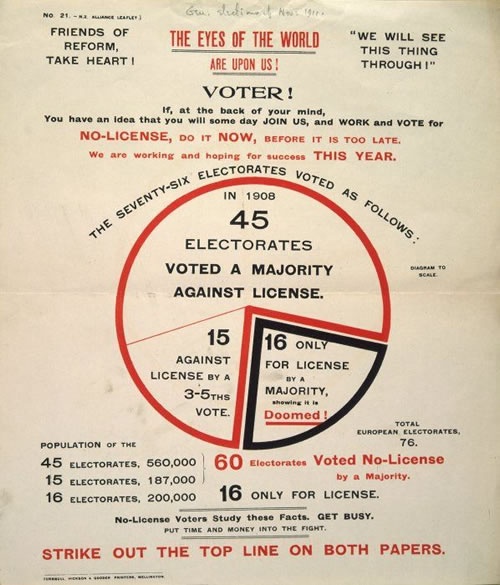 No. 21. – N.Z. ALLIANCE LEAFLET)
FRIENDS OF
REFORM,
TAKE HEART!
THE EYES OF THE WORLD
ARE UPON US!
"WE WILL SEE
THIS THING
THROUGH!"
VOTER!
If, at the back of your mind,
You have an idea that you will some day JOIN US, and WORK and VOTE for
NO-LICENSE, DO IT NOW, BEFORE IT IS TOO LATE.
We are working and hoping for success THIS YEAR.
THE SEVENTY-SIX ELECTORATES VOTED AS FOLLOWS:
IN 1908
45
ELECTORATES
VOTED A MAJORITY
AGAINST LICENSE.
DIAGRAM TO
SCALE.
15
AGAINST
LICENSE BY A
3-5THS
VOTE.
16 ONLY
FOR LICENSE
BY A
MAJORITY,
showing it is
Doomed!
TOTAL
EUROPEAN ELECTORATES,
76.
POPULATION OF THE
45 ELECTORATES, 560,000
15 ELECTORATES, 187,000
16 ELECTORATES, 200,000
60 Electorates Voted No-License
by a Majority.
16 ONLY FOR LICENSE.
No-License Voters Study these Facts. GET BUSY.
PUT TIME AND MONEY INTO THE FIGHT.
STRIKE OUT THE TOP LINE ON BOTH PAPERS.
TURNBULL, HICKSON & GOODER PRINTERS, WELLINGTON